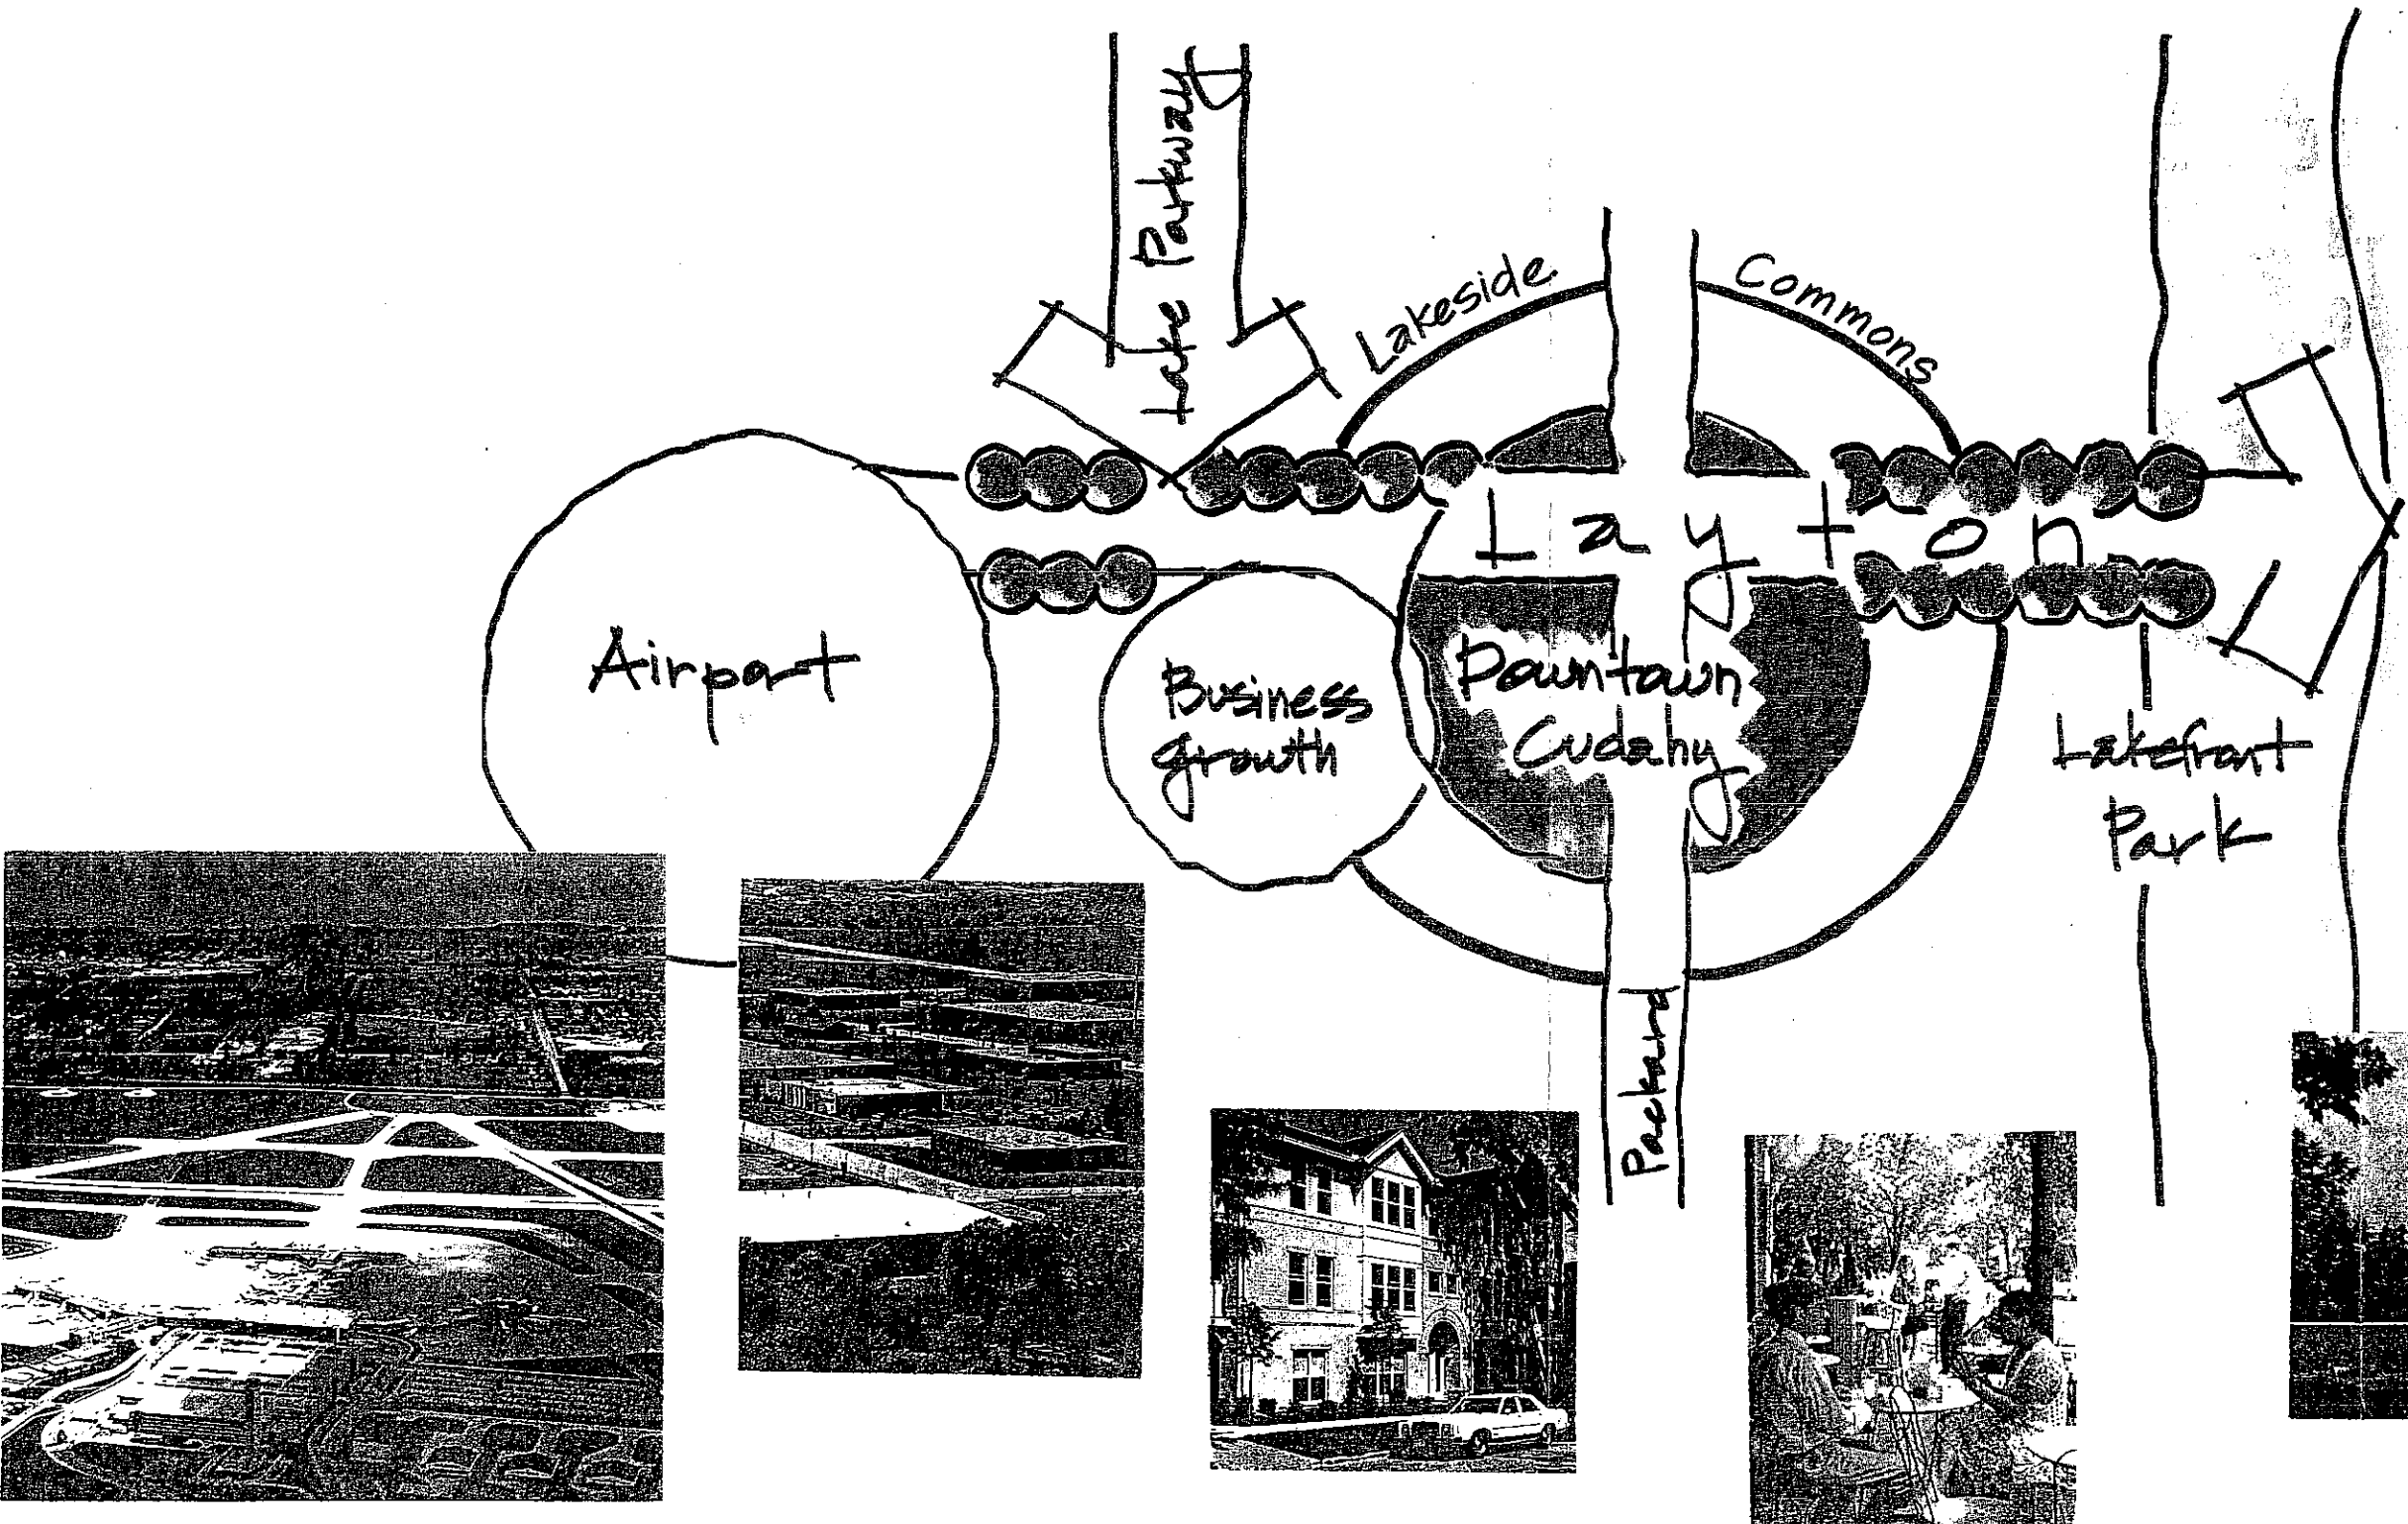 Lake Parkway
Lakeside
Commons
Layton
Airport
Business
growth
Downtown
Cudahy
Lakefront
Park
Packard